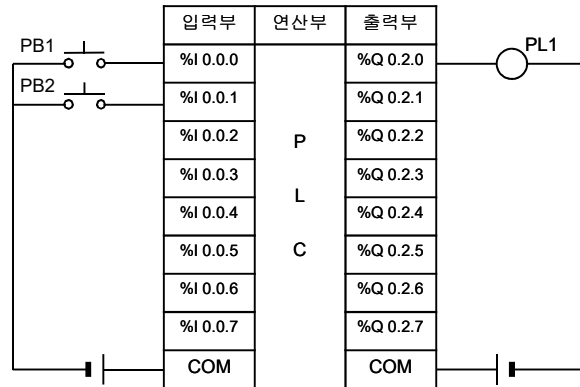 입력부 연산부 출력부
PB1 %I 0.0.0 %Q 0.2.0 PL1
PB2 %I 0.0.1 %Q 0.2.1
%I 0.0.2 P %Q 0.2.2
%I 0.0.3 %Q 0.2.3
%I 0.0.4 L %Q 0.2.4
%I 0.0.5 C %Q 0.2.5
%I 0.0.6 %Q 0.2.6
%I 0.0.7 %Q 0.2.7
COM COM